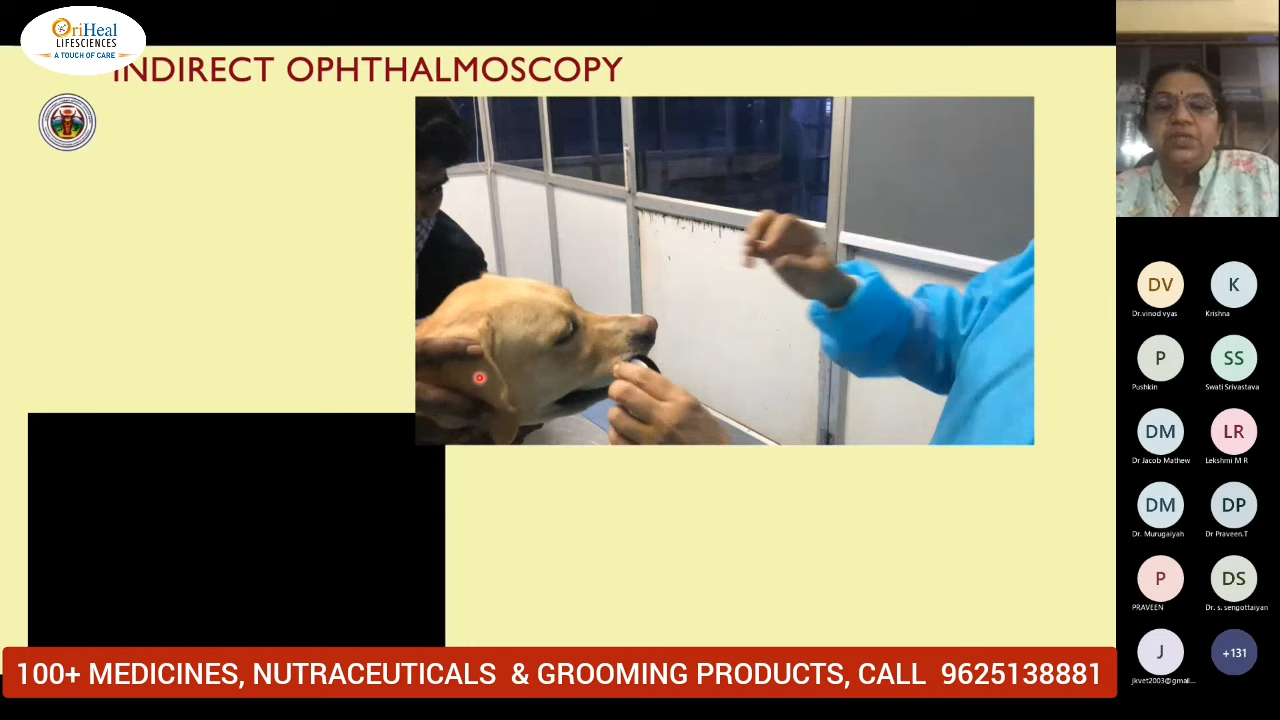 OriHeal
LIFESCIENCES
A TOUCH OF CARE
INDIRECT OPHTHALMOSCOPY
DV
Dr.vinod vyas
K
Krishna
P
Pushkin
SS
Swati Srivastava
DM
Dr Jacob Mathew
LR
Lekshmi M R
DM
Dr. Murugaiyah
DP
Dr Praveen.T
P
PRAVEEN
DS
Dr. s. sengottaiyan
J
jkvet2003@gmail...
+131
100+ MEDICINES, NUTRACEUTICALS & GROOMING PRODUCTS, CALL 9625138881